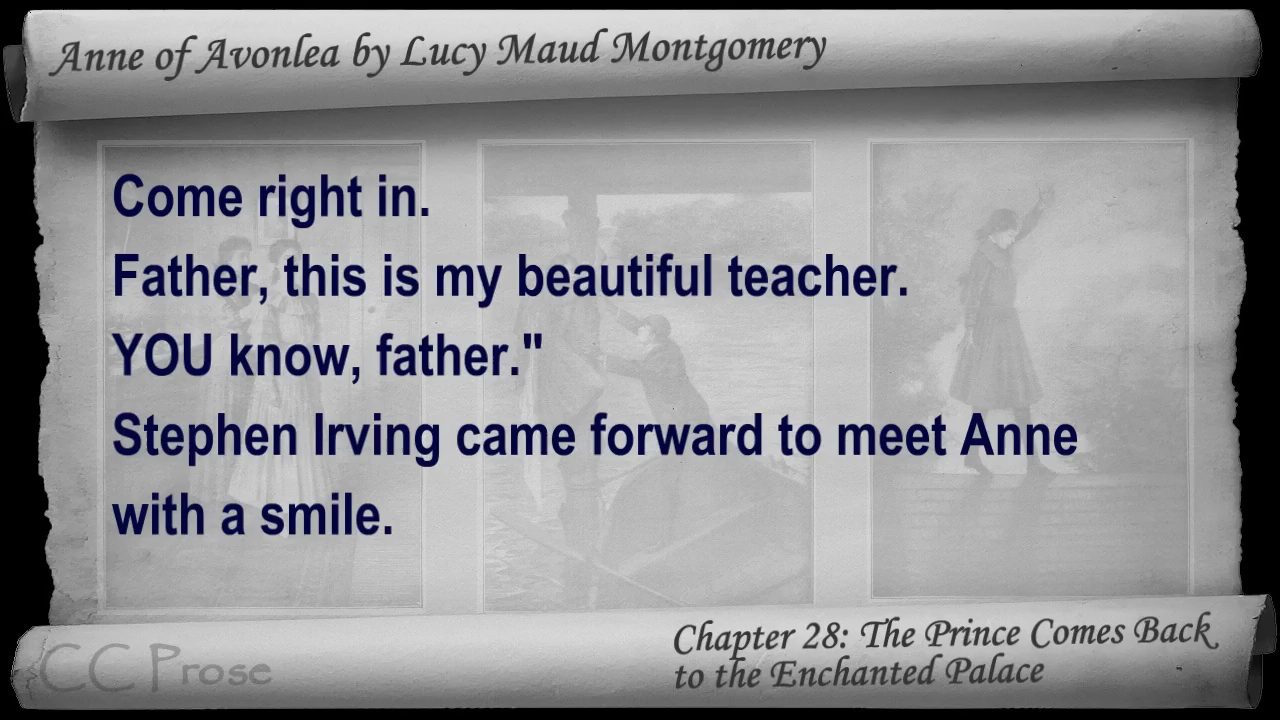 Anne of Avonlea by Lucy Maud Montgomery
Come right in.
Father, this is my beautiful teacher.
YOU know, father."
Stephen Irving came forward to meet Anne
with a smile.
CC Prose
Chapter 28: The Prince Comes Back
to the Enchanted Palace